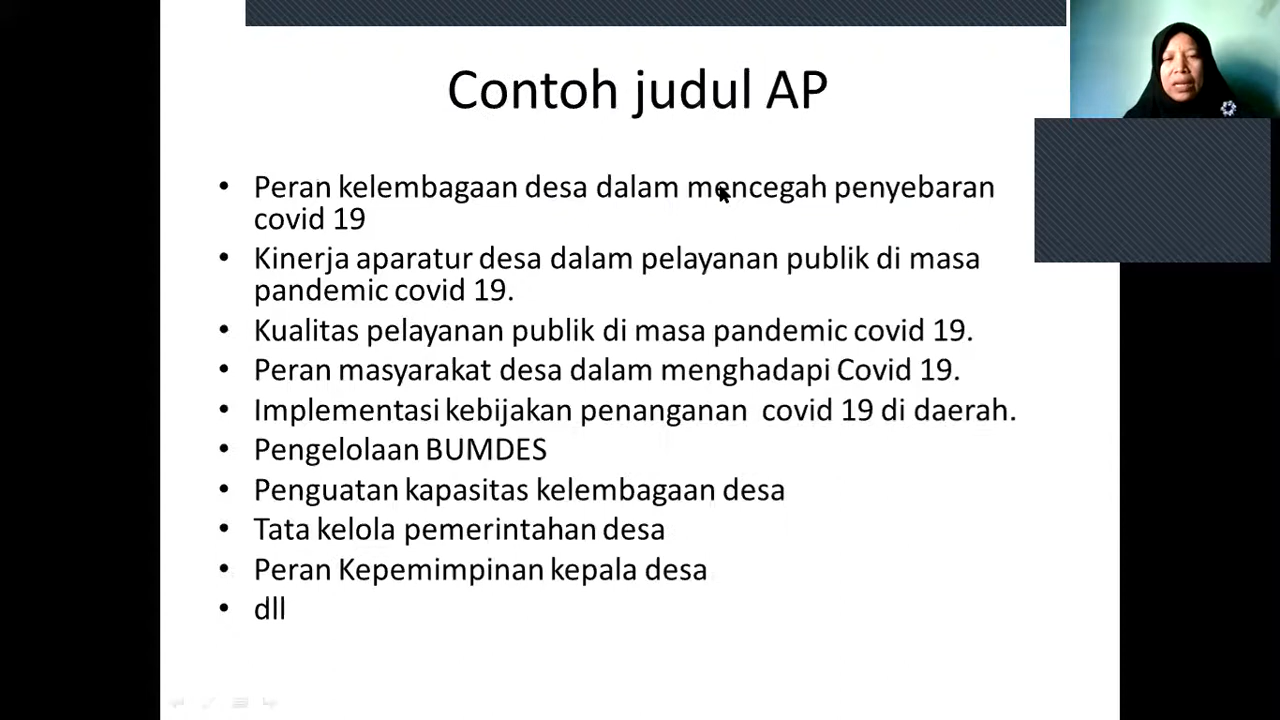 Contoh judul AP
• Peran kelembagaan desa dalam mencegah penyebaran
covid 19
• Kinerja aparatur desa dalam pelayanan publik di masa
pandemic covid 19.
• Kualitas pelayanan publik di masa pandemic covid 19.
• Peran masyarakat desa dalam menghadapi Covid 19.
• Implementasi kebijakan penanganan  covid 19 di daerah.
• Pengelolaan BUMDES
• Penguatan kapasitas kelembagaan desa
• Tata kelola pemerintahan desa
• Peran Kepemimpinan kepala desa
• dll